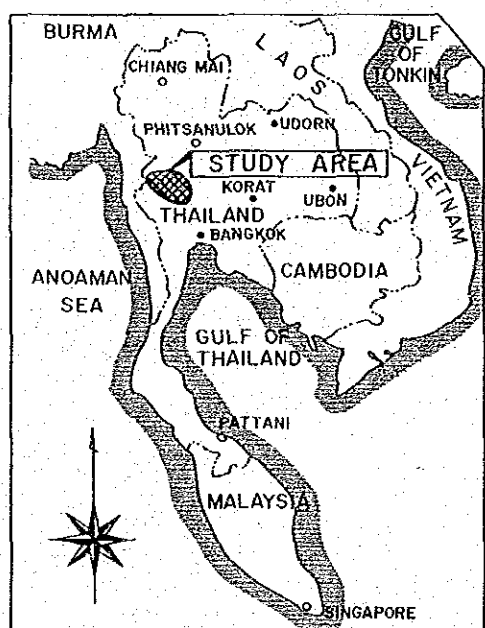 BURMA
GULF
OF
TONKIN
LAOS
CHIANG MAI
UDORN
PHITSANULOK
STUDY AREA
VIETNAM
KORAT
UBON
THAILAND
BANGKOK
CAMBODIA
ANOAMAN
SEA
GULF OF
THAILAND
PATTANI
MALAYSIA
SINGAPORE